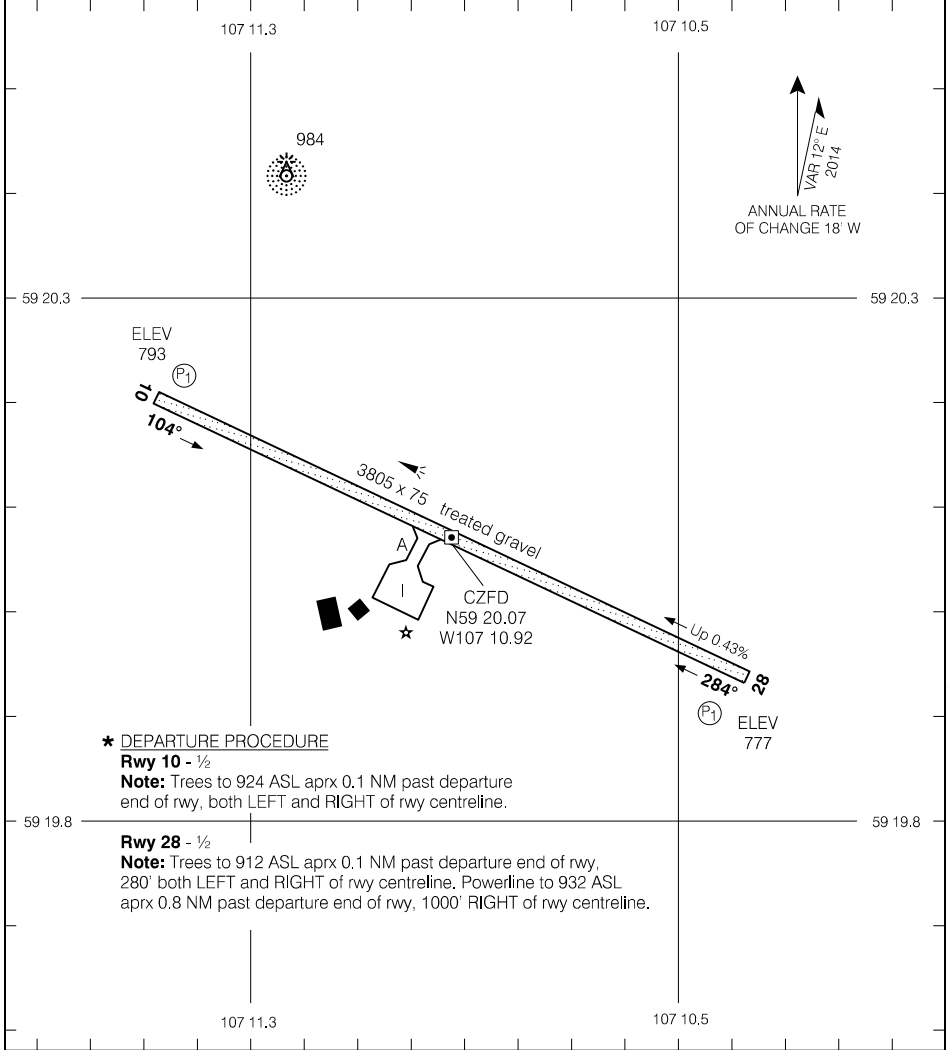 107 11.3
107 10.5
984
VAR 12° E
2014
ANNUAL RATE
OF CHANGE 18' W
59 20.3
59 20.3
ELEV
793
P1
10
104°
3805 x 75 treated gravel
A
I
CZFD
N59 20.07
W107 10.92
Up 0.43%
284°
28
P1
ELEV
777
* DEPARTURE PROCEDURE
Rwy 10 - ½
Note: Trees to 924 ASL aprx 0.1 NM past departure
end of rwy, both LEFT and RIGHT of rwy centreline.
59 19.8
59 19.8
Rwy 28 - ½
Note: Trees to 912 ASL aprx 0.1 NM past departure end of rwy,
280' both LEFT and RIGHT of rwy centreline. Powerline to 932 ASL
aprx 0.8 NM past departure end of rwy, 1000' RIGHT of rwy centreline.
107 11.3
107 10.5